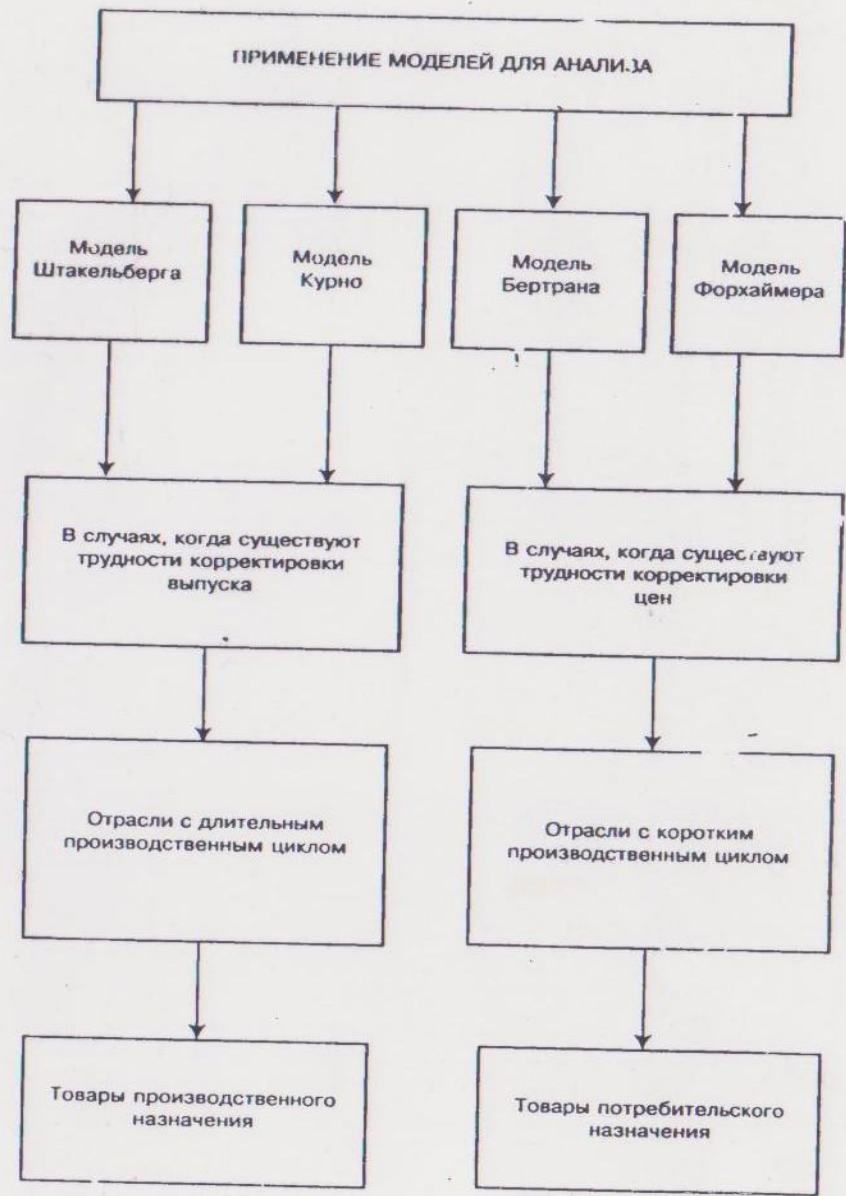 ПРИМЕНЕНИЕ МОДЕЛЕЙ ДЛЯ АНАЛИЗА
Модель
Штакельберга
Модель
Курно
Модель
Бертрана
Модель
Форхаймера
В случаях, когда существуют
трудности корректировки
выпуска
В случаях, когда существуют
трудности корректировки
цен
Отрасли с длительным
производственным циклом
Отрасли с коротким
производственным циклом
Товары производственного
назначения
Товары потребительского
назначения